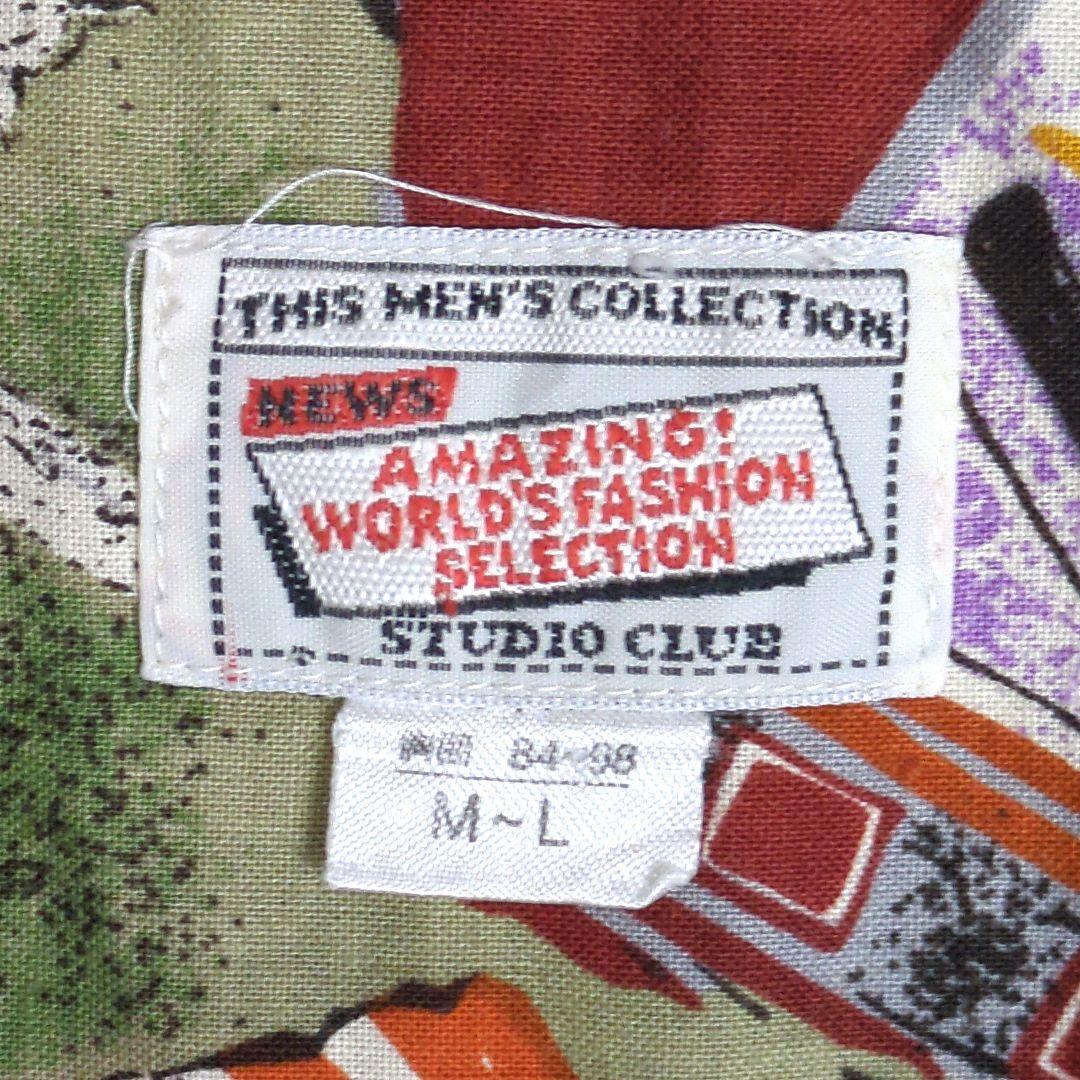 THIS MEN'S COLLECTION
NEWS
AMAZING!
WORLD'S FASHION
SELECTION
STUDIO CLUB
胸囲 84~98
M~L